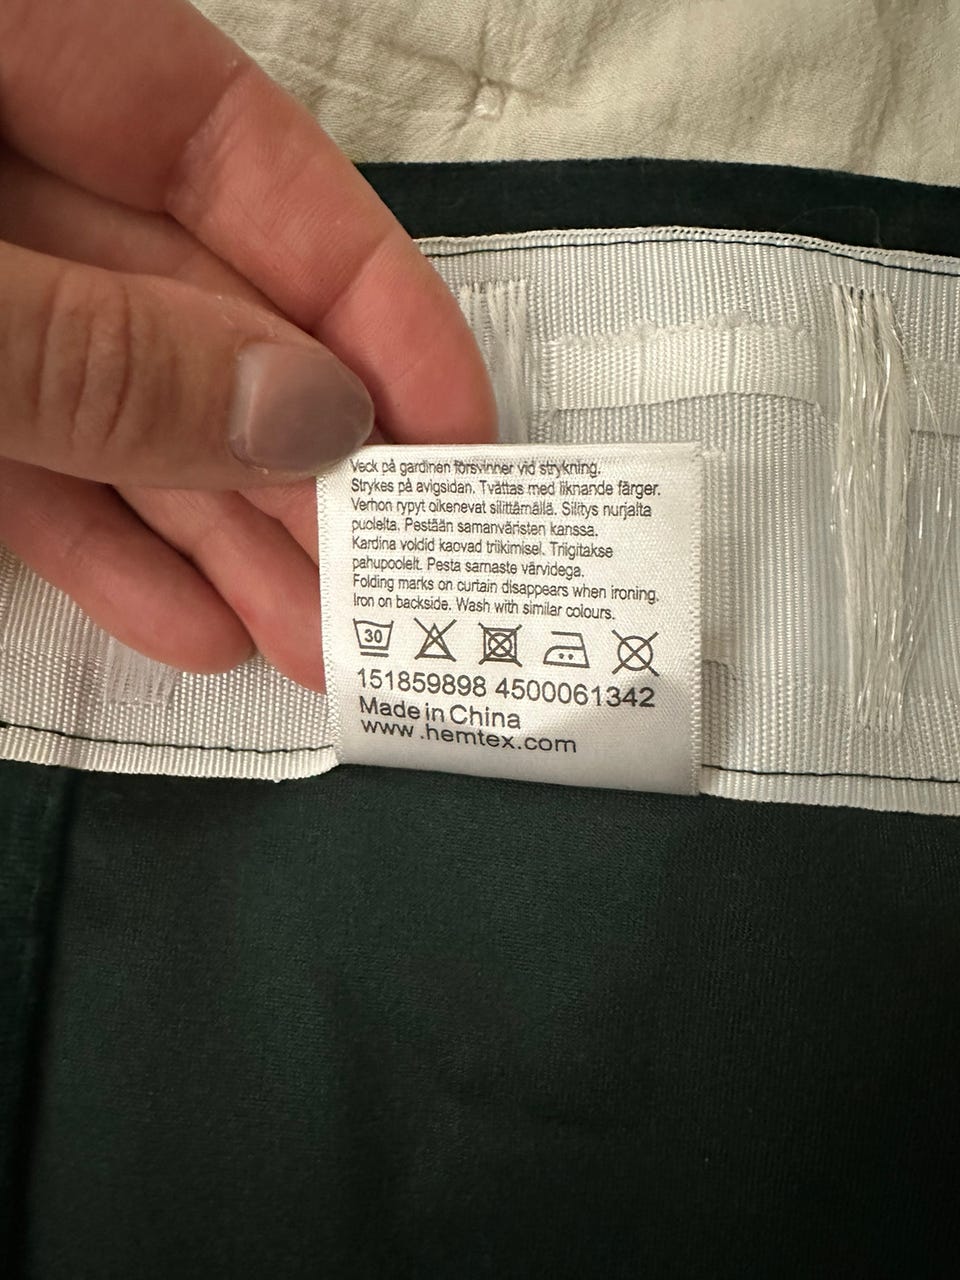 Veck på gardinen försvinner vid strykning.
Strykes på avigsidan. Tvättas med liknande färger.
Verhon rypyt oikenevat silittämällä. Silitys nurjalta
puolelta. Pestään samanväristen kanssa.
Kardina voldid kaovad triikimisel. Triigitakse
pahupoolelt. Pesta sarnaste värvidega.
Folding marks on curtain disappears when ironing.
Iron on backside. Wash with similar colours.
30
151859898 4500061342
Made in China
www.hemtex.com